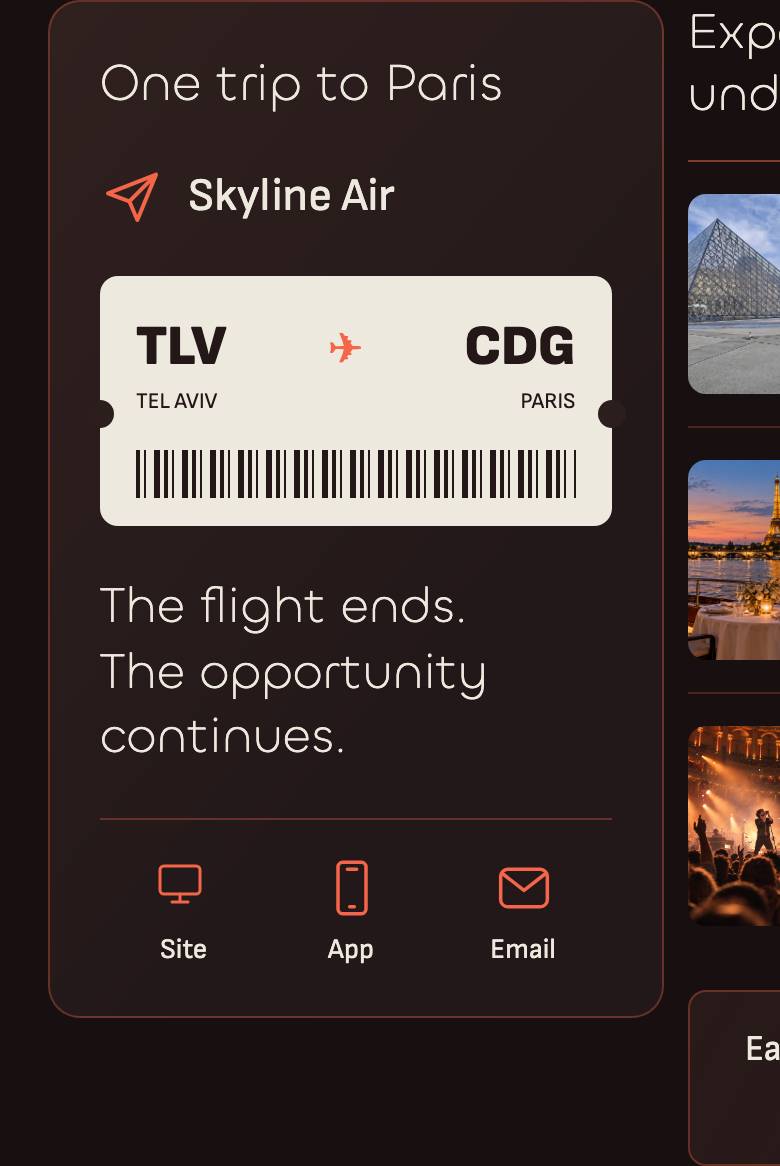 One trip to Paris
Skyline Air
TLV
CDG
TEL AVIV
PARIS
The flight ends.
The opportunity
continues.
Site
App
Email